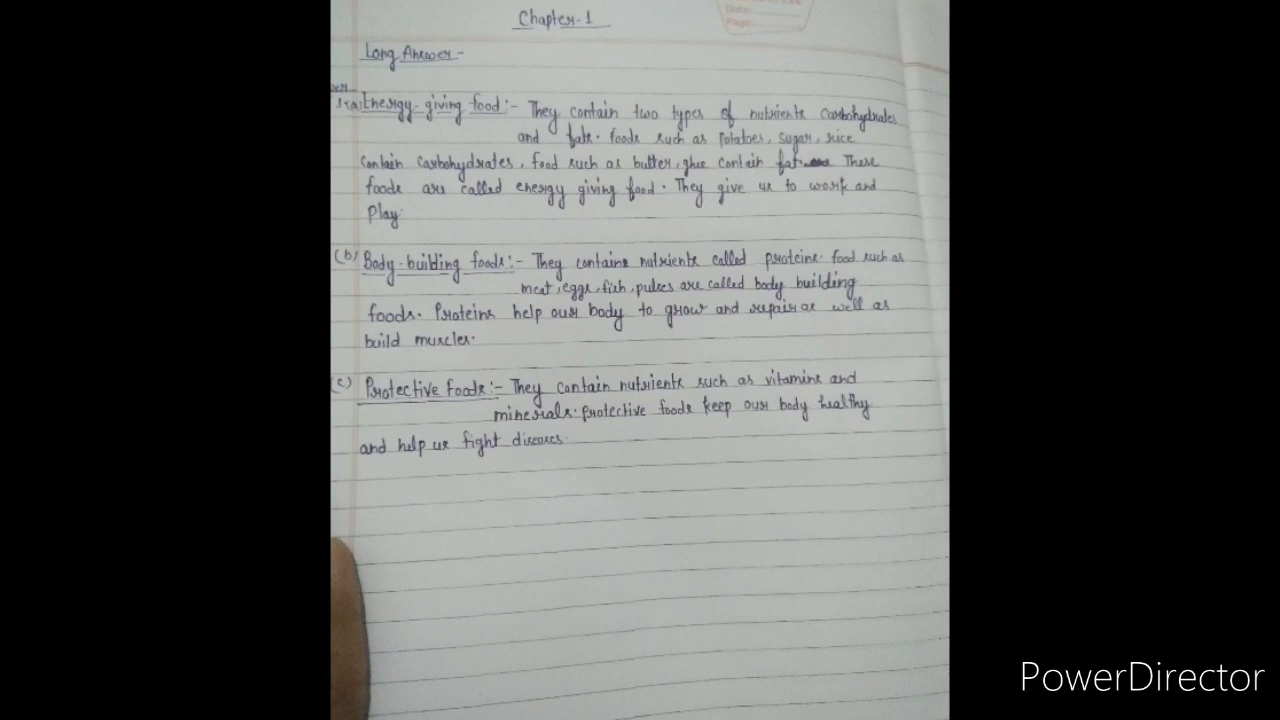 Date:
Page:
Chapter-1
Long Answer-
1(a) Energy-giving food:- They contain two types of nutrients carbohydrates
and fats. foods such as Potatoes, sugar, rice
contain carbohydrates, food such as butter, ghee contain fat. These
foods are called energy giving food. They give us to work and
Play.
(b) Body-building foods:- They contains nutrients called proteins. food such as
meat, eggs, fish, pulses are called body building
foods. Proteins help our body to grow and repair as well as
build muscles.
(c) Protective Foods:- They contain nutrients such as vitamins and
minerals. protective foods keep our body healthy
and help us fight diseases.
PowerDirector